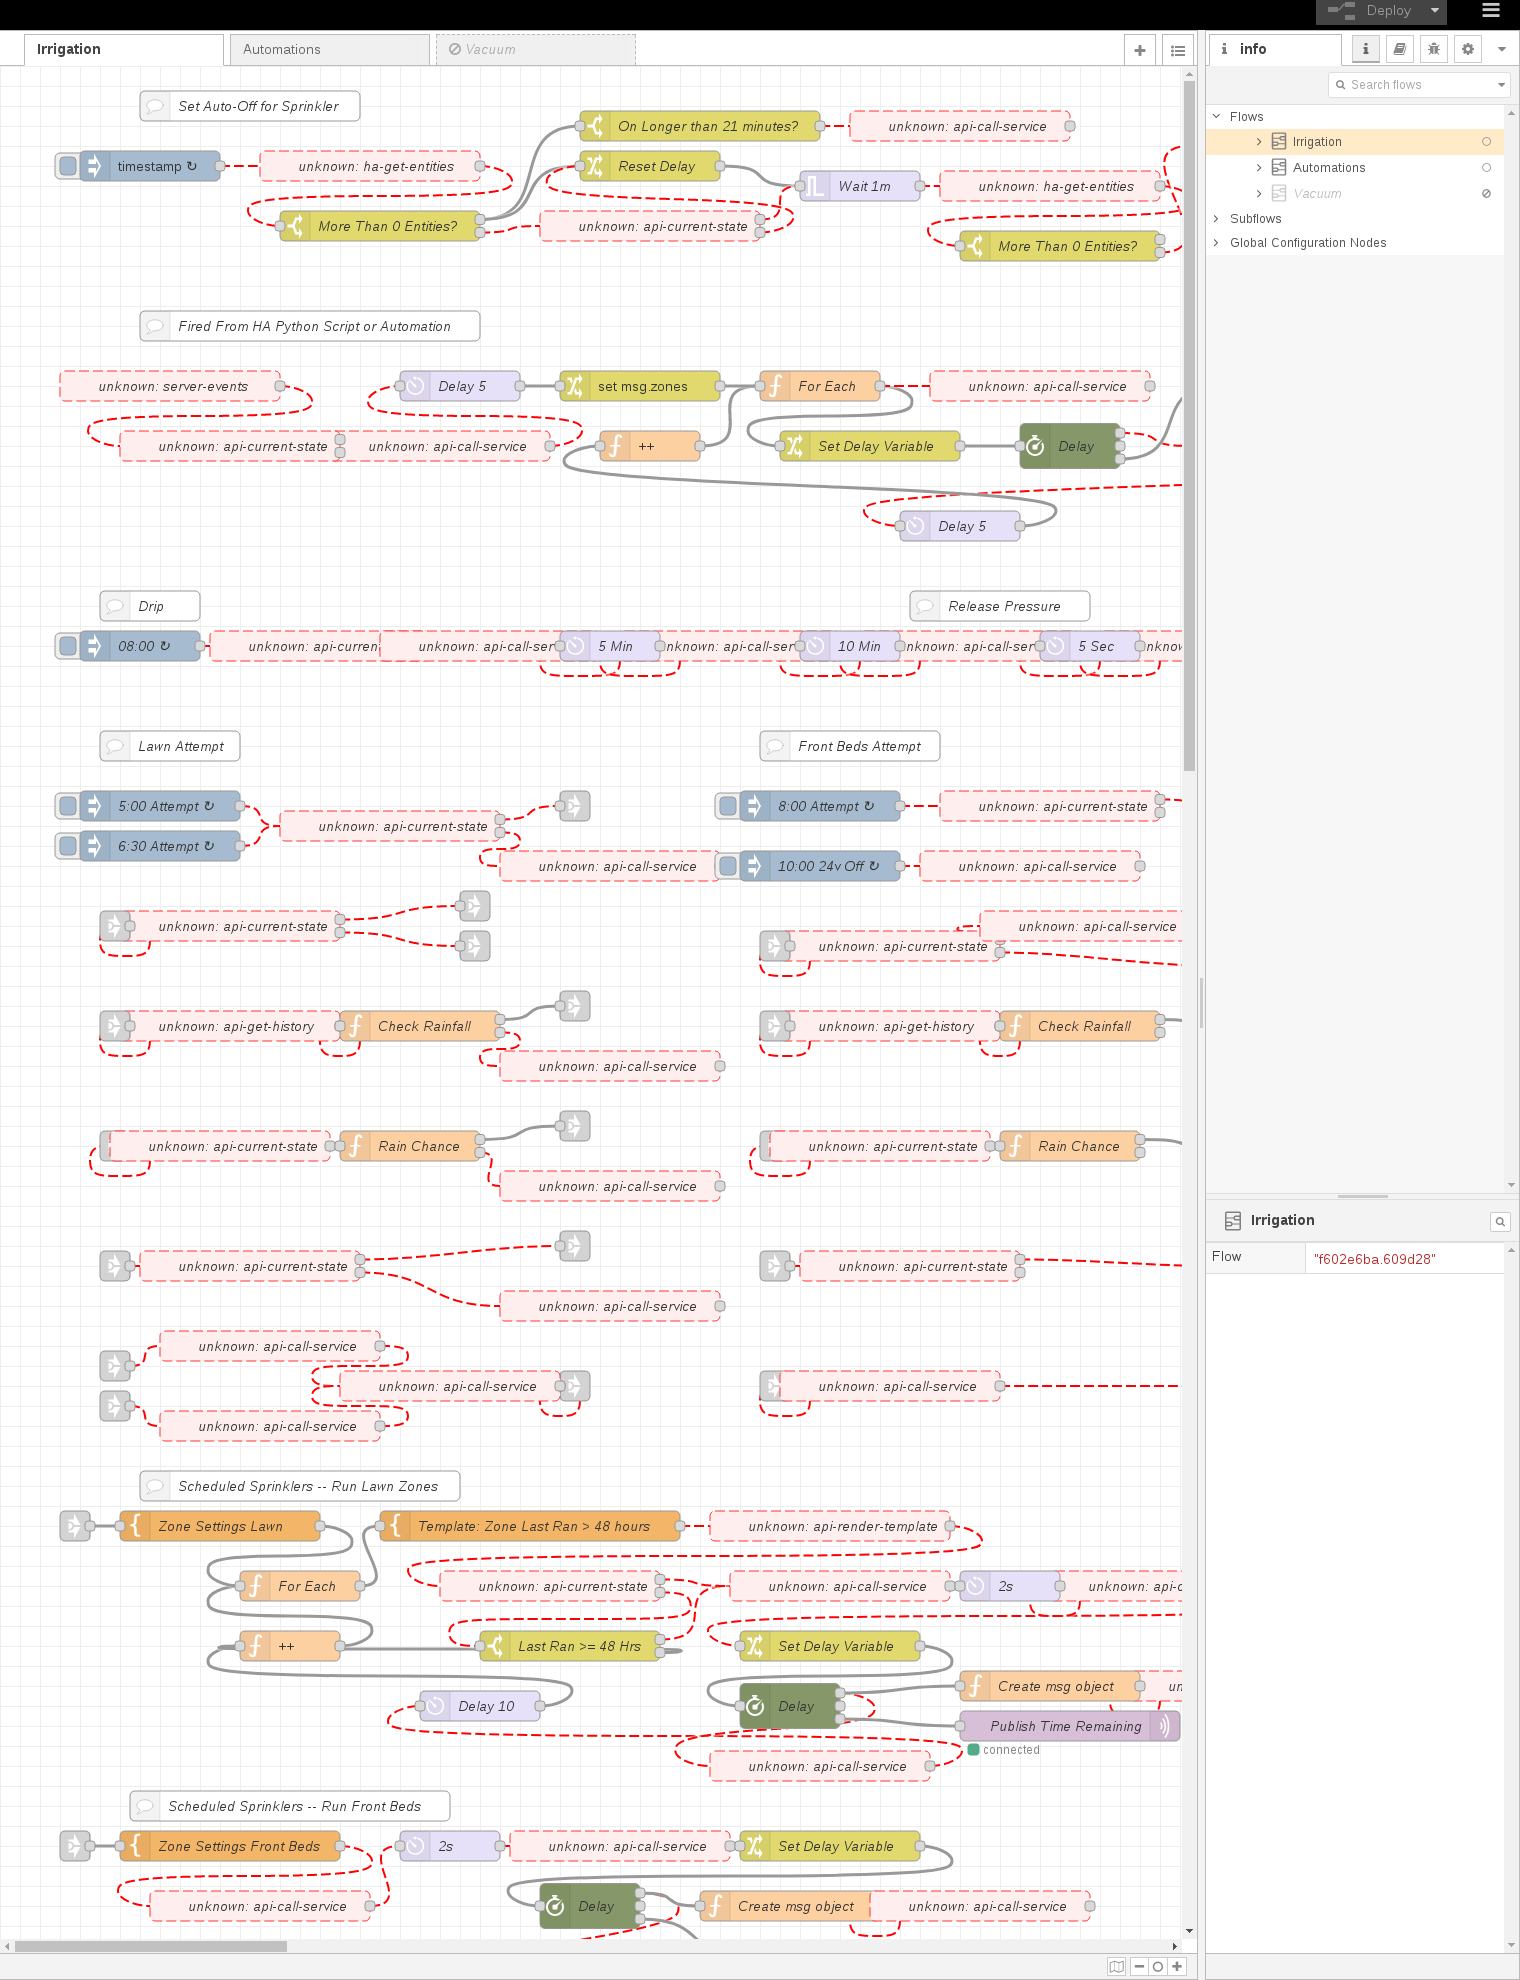 Deploy
Irrigation
Automations
Vacuum
info
Search flows
Flows
Irrigation
Automations
Vacuum
Subflows
Global Configuration Nodes
Set Auto-Off for Sprinkler
On Longer than 21 minutes?
unknown: api-call-service
timestamp ↻
unknown: ha-get-entities
Reset Delay
Wait 1m
unknown: ha-get-entities
More Than 0 Entities?
unknown: api-current-state
More Than 0 Entities?
Fired From HA Python Script or Automation
unknown: server-events
Delay 5
set msg.zones
For Each
unknown: api-call-service
unknown: api-current-state
unknown: api-call-service
++
Set Delay Variable
Delay
Delay 5
Drip
Release Pressure
08:00 ↻
unknown: api-curren
unknown: api-call-ser
5 Min
nknown: api-call-ser
10 Min
nknown: api-call-ser
5 Sec
nknow
Lawn Attempt
Front Beds Attempt
5:00 Attempt ↻
unknown: api-current-state
8:00 Attempt ↻
unknown: api-current-state
6:30 Attempt ↻
unknown: api-call-service
10:00 24v Off ↻
unknown: api-call-service
unknown: api-current-state
unknown: api-call-service
unknown: api-current-state
unknown: api-get-history
Check Rainfall
unknown: api-get-history
Check Rainfall
unknown: api-call-service
unknown: api-current-state
Rain Chance
unknown: api-current-state
Rain Chance
unknown: api-call-service
unknown: api-current-state
unknown: api-current-state
unknown: api-call-service
unknown: api-call-service
unknown: api-call-service
unknown: api-call-service
unknown: api-call-service
Irrigation
Flow
"f602e6ba.609d28"
Scheduled Sprinklers -- Run Lawn Zones
Zone Settings Lawn
Template: Zone Last Ran > 48 hours
unknown: api-render-template
For Each
unknown: api-current-state
unknown: api-call-service
2s
unknown: api-c
++
Last Ran >= 48 Hrs
Set Delay Variable
Delay 10
Delay
Create msg object
un
Publish Time Remaining
connected
unknown: api-call-service
Scheduled Sprinklers -- Run Front Beds
Zone Settings Front Beds
2s
unknown: api-call-service
Set Delay Variable
unknown: api-call-service
Delay
Create msg object
unknown: api-call-service